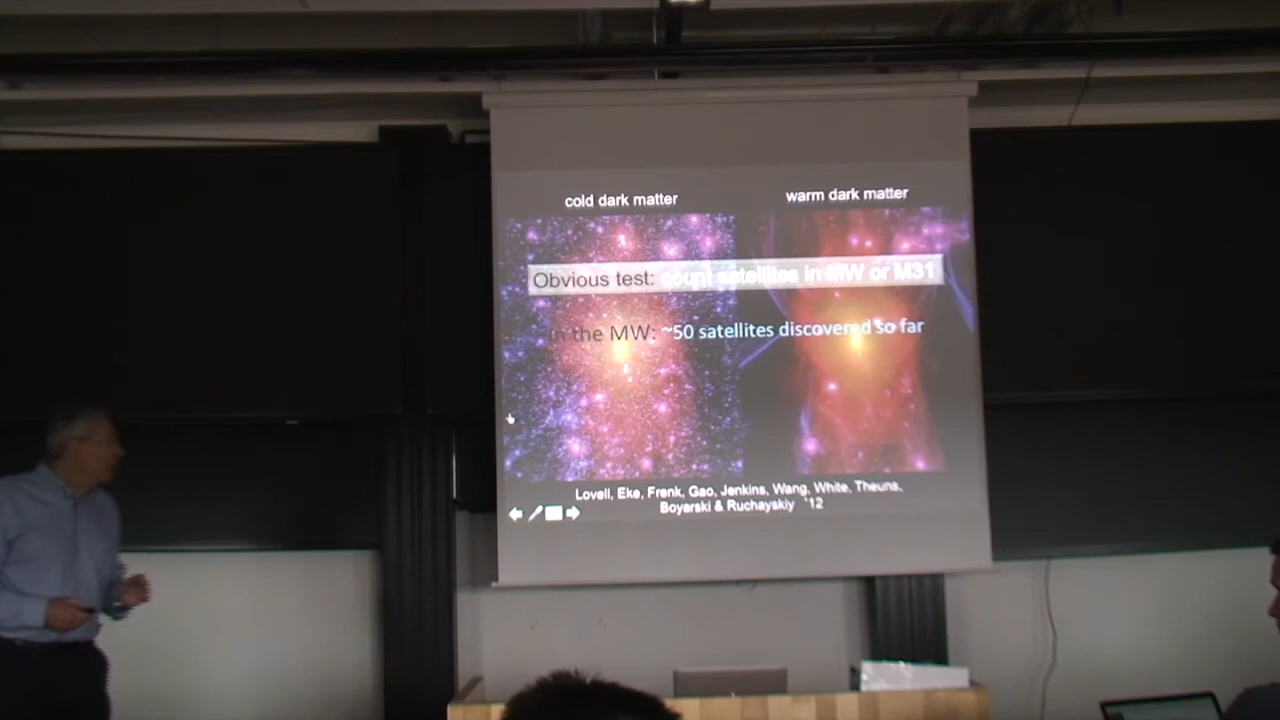 cold dark matter
warm dark matter
Obvious test: count satellites in MW or M31
In the MW: ~50 satellites discovered so far
Lovell, Eke, Frenk, Gao, Jenkins, Wang, White, Theuns,
Boyarski & Ruchayskiy '12